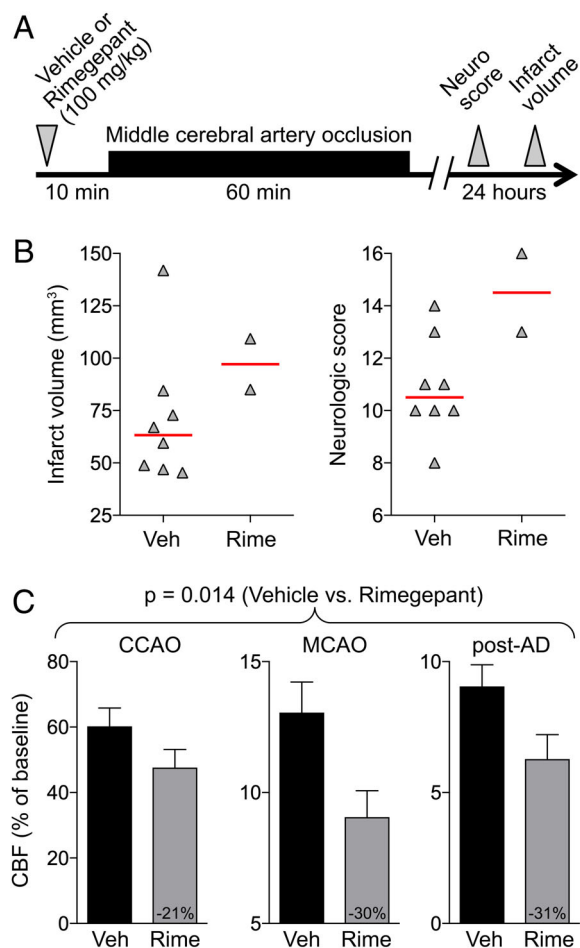 A
Vehicle or
Rimegepant
(100 mg/kg)
Neuro
score
Infarct
volume
Middle cerebral artery occlusion
10 min
60 min
24 hours
B
Infarct volume (mm³)
150
125
100
75
50
25
Veh
Rime
Neurologic score
16
14
12
10
8
6
Veh
Rime
C
p = 0.014 (Vehicle vs. Rimegepant)
CCAO
MCAO
post-AD
CBF (% of baseline)
80
60
40
20
0
-21%
Veh
Rime
15
10
5
-30%
Veh
Rime
10
5
0
-31%
Veh
Rime